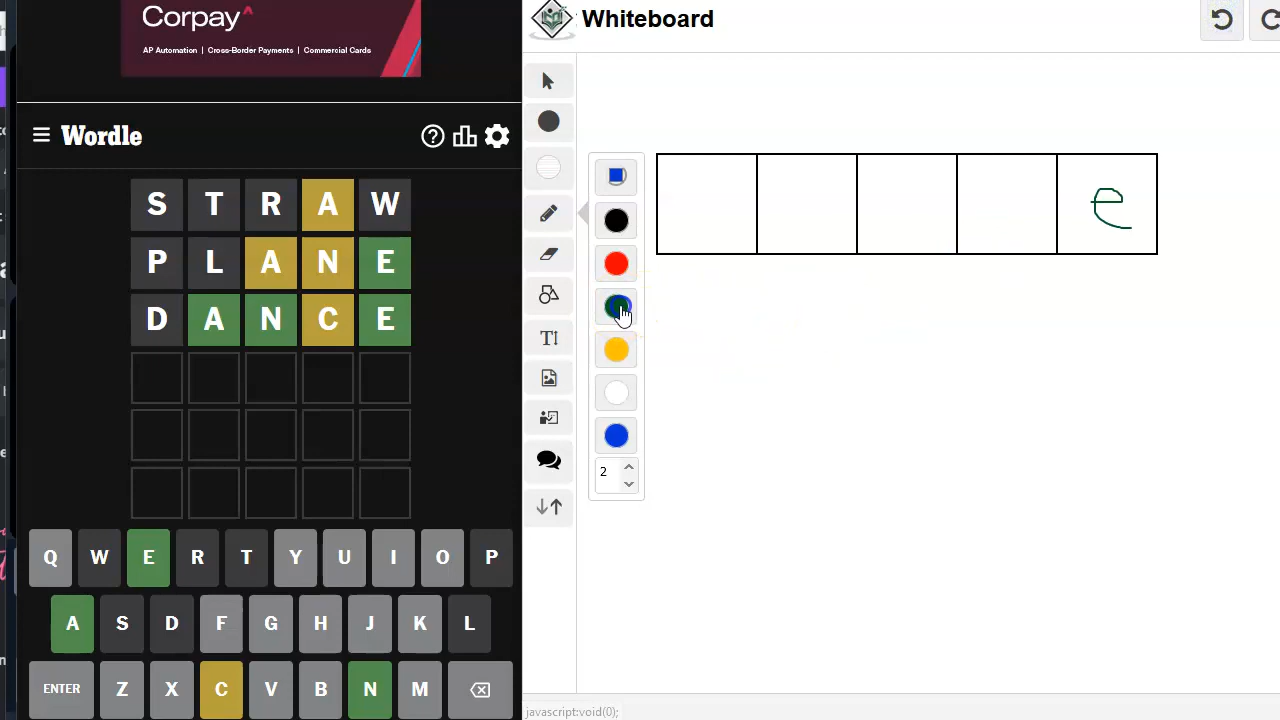 Corpay^
AP Automation | Cross-Border Payments | Commercial Cards
Wordle
S T R A W
P L A N E
D A N C E
Q W E R T Y U I O P
A S D F G H J K L
ENTER Z X C V B N M
Whiteboard
e
T
2
javascript:void(0);